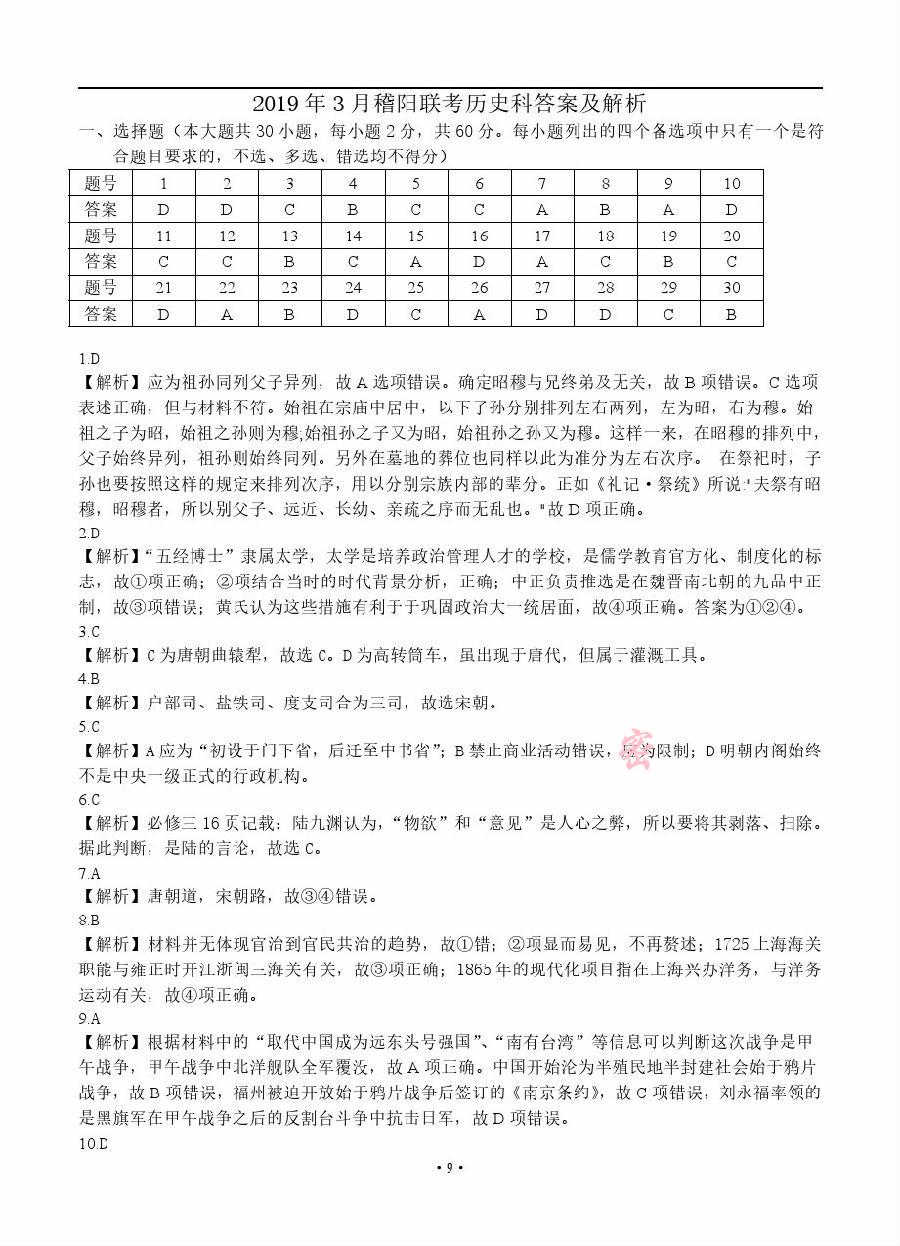 2019 年 3 月稽阳联考历史科答案及解析
一、选择题（本大题共 30 小题，每小题 2 分，共 60 分。每小题列出的四个备选项中只有一个是符
合题目要求的，不选、多选、错选均不得分）
题号 1 2 3 4 5 6 7 8 9 10
答案 D D C B C C A B A D
题号 11 12 13 14 15 16 17 18 19 20
答案 C C B C A D A C B C
题号 21 22 23 24 25 26 27 28 29 30
答案 D A B D C A D D C B
1.D
【解析】应为祖孙同列父子异列，故 A 选项错误。确定昭穆与兄终弟及无关，故 B 项错误。C 选项
表述正确，但与材料不符。始祖在宗庙中居中，以下了孙分别排列左右两列，左为昭，右为穆。始
祖之子为昭，始祖之孙则为穆;始祖孙之子又为昭，始祖孙之孙又为穆。这样一来，在昭穆的排列中，
父子始终异列，祖孙则始终同列。另外在墓地的葬位也同样以此为准分为左右次序。 在祭祀时，子
孙也要按照这样的规定来排列次序，用以分别宗族内部的辈分。正如《礼记·祭统》所说:"夫祭有昭
穆，昭穆者，所以别父子、远近、长幼、亲疏之序而无乱也。"故 D 项正确。
2.D
【解析】“五经博士”隶属太学，太学是培养政治管理人才的学校，是儒学教育官方化、制度化的标
志，故①项正确；②项结合当时的时代背景分析，正确；中正负责推选是在魏晋南北朝的九品中正
制，故③项错误；黄氏认为这些措施有利于于巩固政治大一统居面，故④项正确。答案为①②④。
3.C
【解析】C 为唐朝曲辕犁，故选 C。D 为高转筒车，虽出现于唐代，但属于灌溉工具。
4.B
【解析】户部司、盐铁司、度支司合为三司，故选宋朝。
5.C
【解析】A 应为“初设于门下省，后迁至中书省”；B 禁止商业活动错误，应为限制；D 明朝内阁始终
不是中央一级正式的行政机构。
密
6.C
【解析】必修三 16 页记载：陆九渊认为，“物欲”和“意见”是人心之弊，所以要将其剥落、扫除。
据此判断，是陆的言论，故选 C。
7.A
【解析】唐朝道，宋朝路，故③④错误。
8.B
【解析】材料并无体现官治到官民共治的趋势，故①错；②项显而易见，不再赘述；1725 上海海关
职能与雍正时开江浙闽三海关有关，故③项正确；1865 年的现代化项目指在上海兴办洋务，与洋务
运动有关，故④项正确。
9.A
【解析】根据材料中的“取代中国成为远东头号强国”、“南有台湾”等信息可以判断这次战争是甲
午战争，甲午战争中北洋舰队全军覆没，故 A 项正确。中国开始沦为半殖民地半封建社会始于鸦片
战争，故 B 项错误，福州被迫开放始于鸦片战争后签订的《南京条约》，故 C 项错误，刘永福率领的
是黑旗军在甲午战争之后的反割台斗争中抗击日军，故 D 项错误。
10.D
·9·